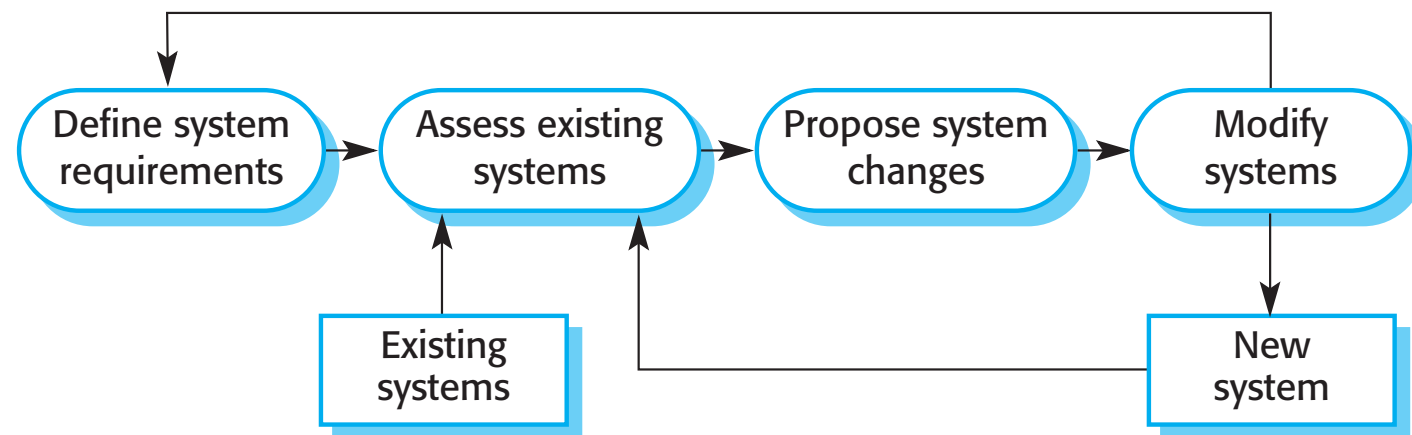 Define system
requirements
Assess existing
systems
Propose system
changes
Modify
systems
Existing
systems
New
system